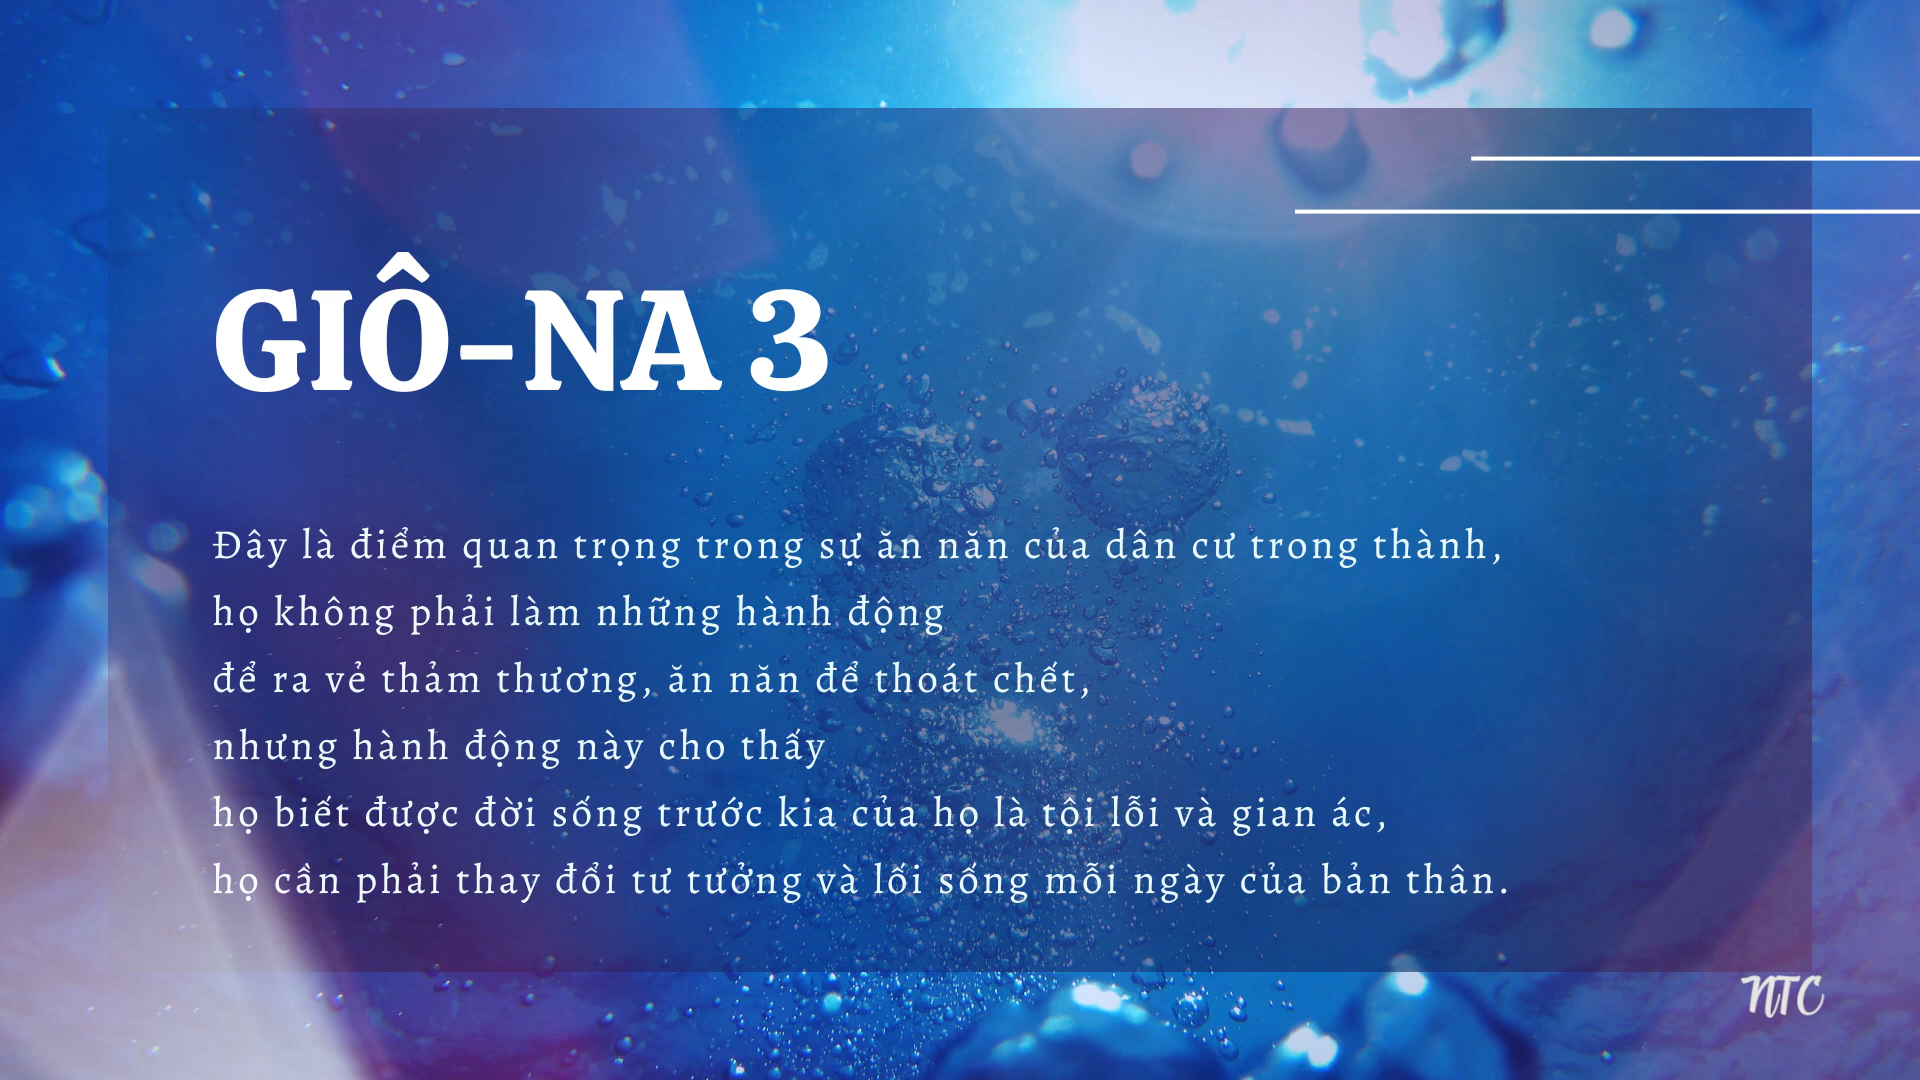 GIÔ-NA 3
Đây là điểm quan trọng trong sự ăn năn của dân cư trong thành,
họ không phải làm những hành động
để ra vẻ thảm thương, ăn năn để thoát chết,
nhưng hành động này cho thấy
họ biết được đời sống trước kia của họ là tội lỗi và gian ác,
họ cần phải thay đổi tư tưởng và lối sống mỗi ngày của bản thân.
NTC